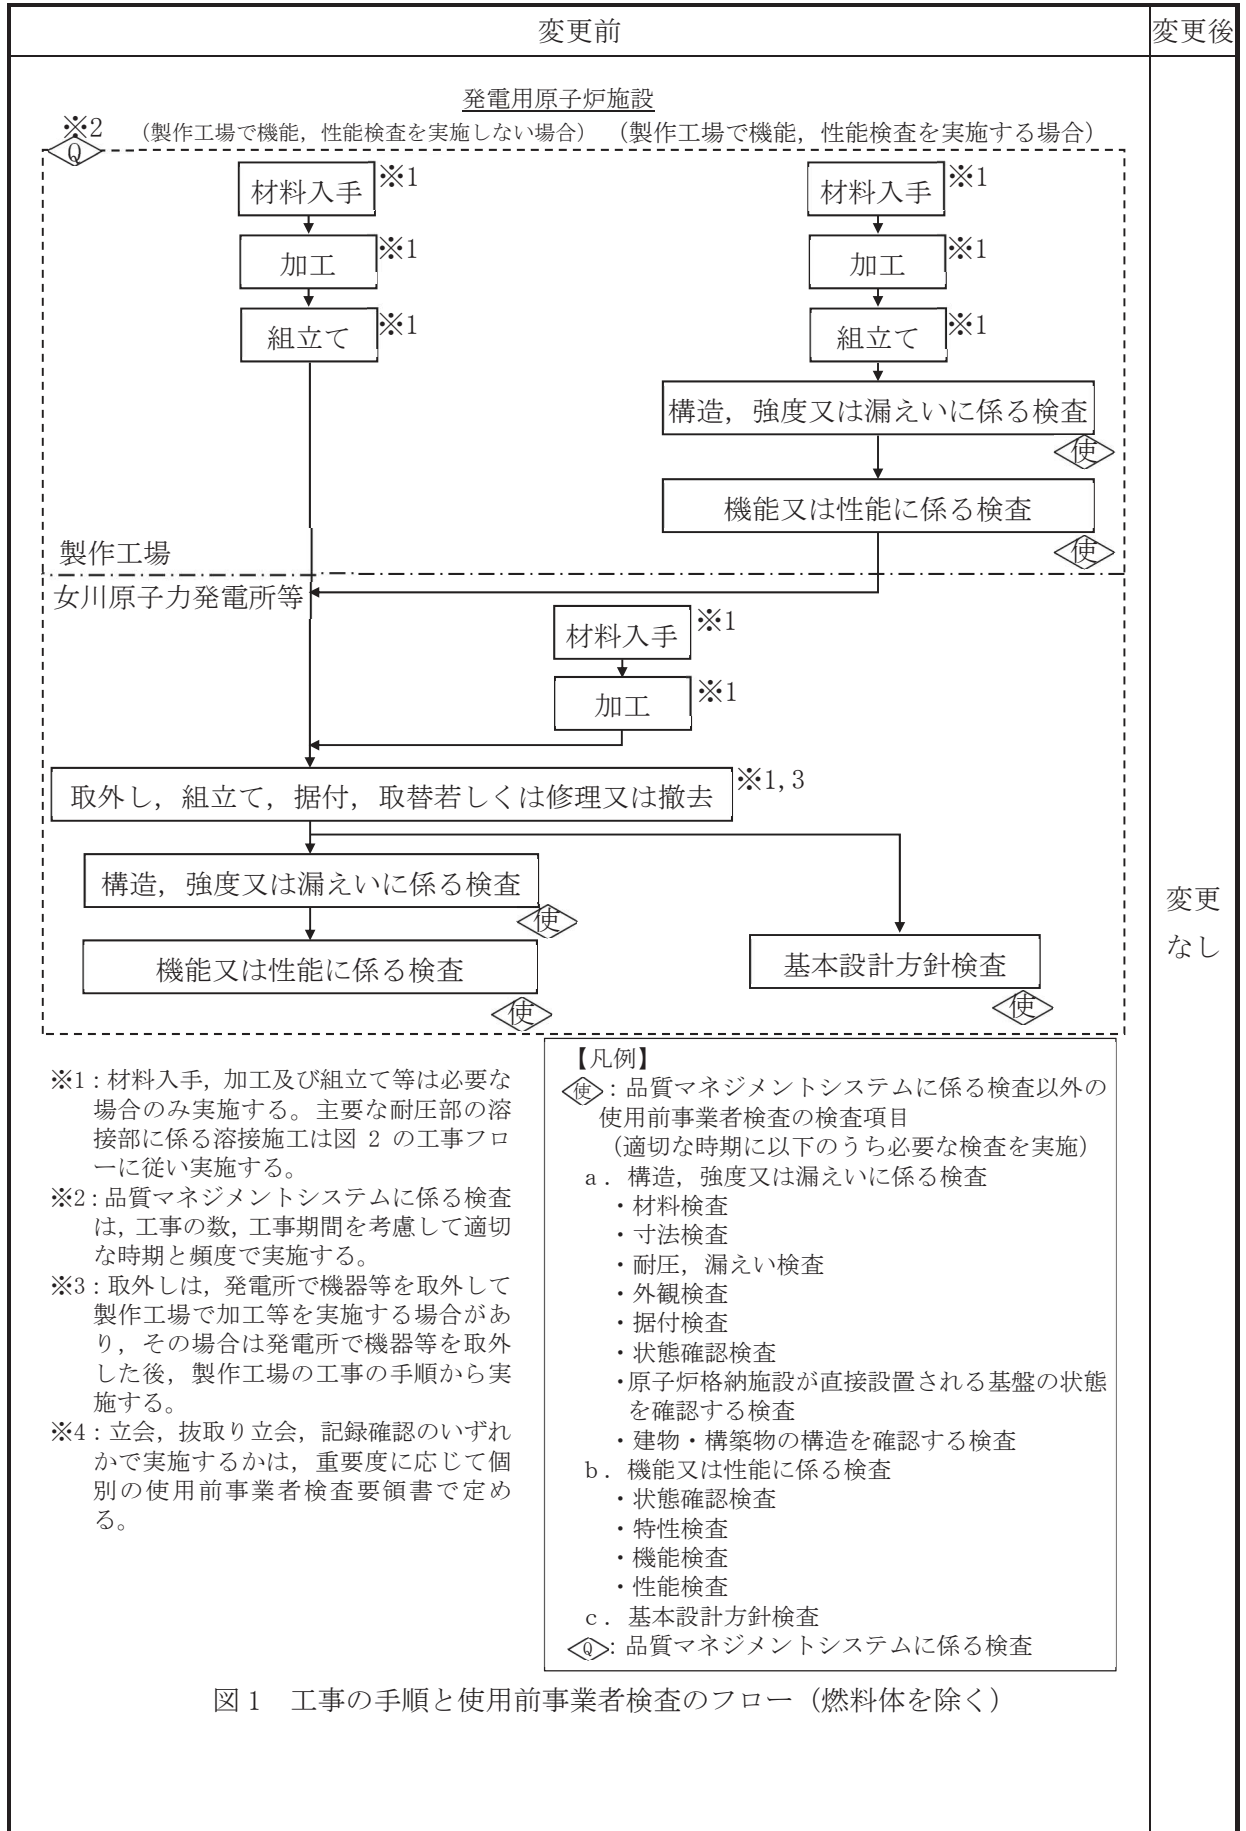 変更前
変更後
発電用原子炉施設
※2
（製作工場で機能，性能検査を実施しない場合）
（製作工場で機能，性能検査を実施する場合）
Q
材料入手
※1
材料入手
※1
加工
※1
加工
※1
組立て
※1
組立て
※1
構造，強度又は漏えいに係る検査
使
機能又は性能に係る検査
使
製作工場
女川原子力発電所等
材料入手
※1
加工
※1
取外し，組立て，据付，取替若しくは修理又は撤去
※1,3
構造，強度又は漏えいに係る検査
使
機能又は性能に係る検査
使
基本設計方針検査
使
変更
なし
※1：材料入手，加工及び組立て等は必要な
場合のみ実施する。主要な耐圧部の溶
接部に係る溶接施工は図 2 の工事フロ
ーに従い実施する。
※2：品質マネジメントシステムに係る検査
は，工事の数，工事期間を考慮して適切
な時期と頻度で実施する。
※3：取外しは，発電所で機器等を取外して
製作工場で加工等を実施する場合があ
り，その場合は発電所で機器等を取外
した後，製作工場の工事の手順から実
施する。
※4：立会，抜取り立会，記録確認のいずれ
かで実施するかは，重要度に応じて個
別の使用前事業者検査要領書で定め
る。
【凡例】
使：品質マネジメントシステムに係る検査以外の
使用前事業者検査の検査項目
（適切な時期に以下のうち必要な検査を実施）
a．構造，強度又は漏えいに係る検査
・材料検査
・寸法検査
・耐圧，漏えい検査
・外観検査
・据付検査
・状態確認検査
・原子炉格納施設が直接設置される基盤の状態
を確認する検査
・建物・構築物の構造を確認する検査
b．機能又は性能に係る検査
・状態確認検査
・特性検査
・機能検査
・性能検査
c．基本設計方針検査
Q：品質マネジメントシステムに係る検査
図 1　工事の手順と使用前事業者検査のフロー（燃料体を除く）